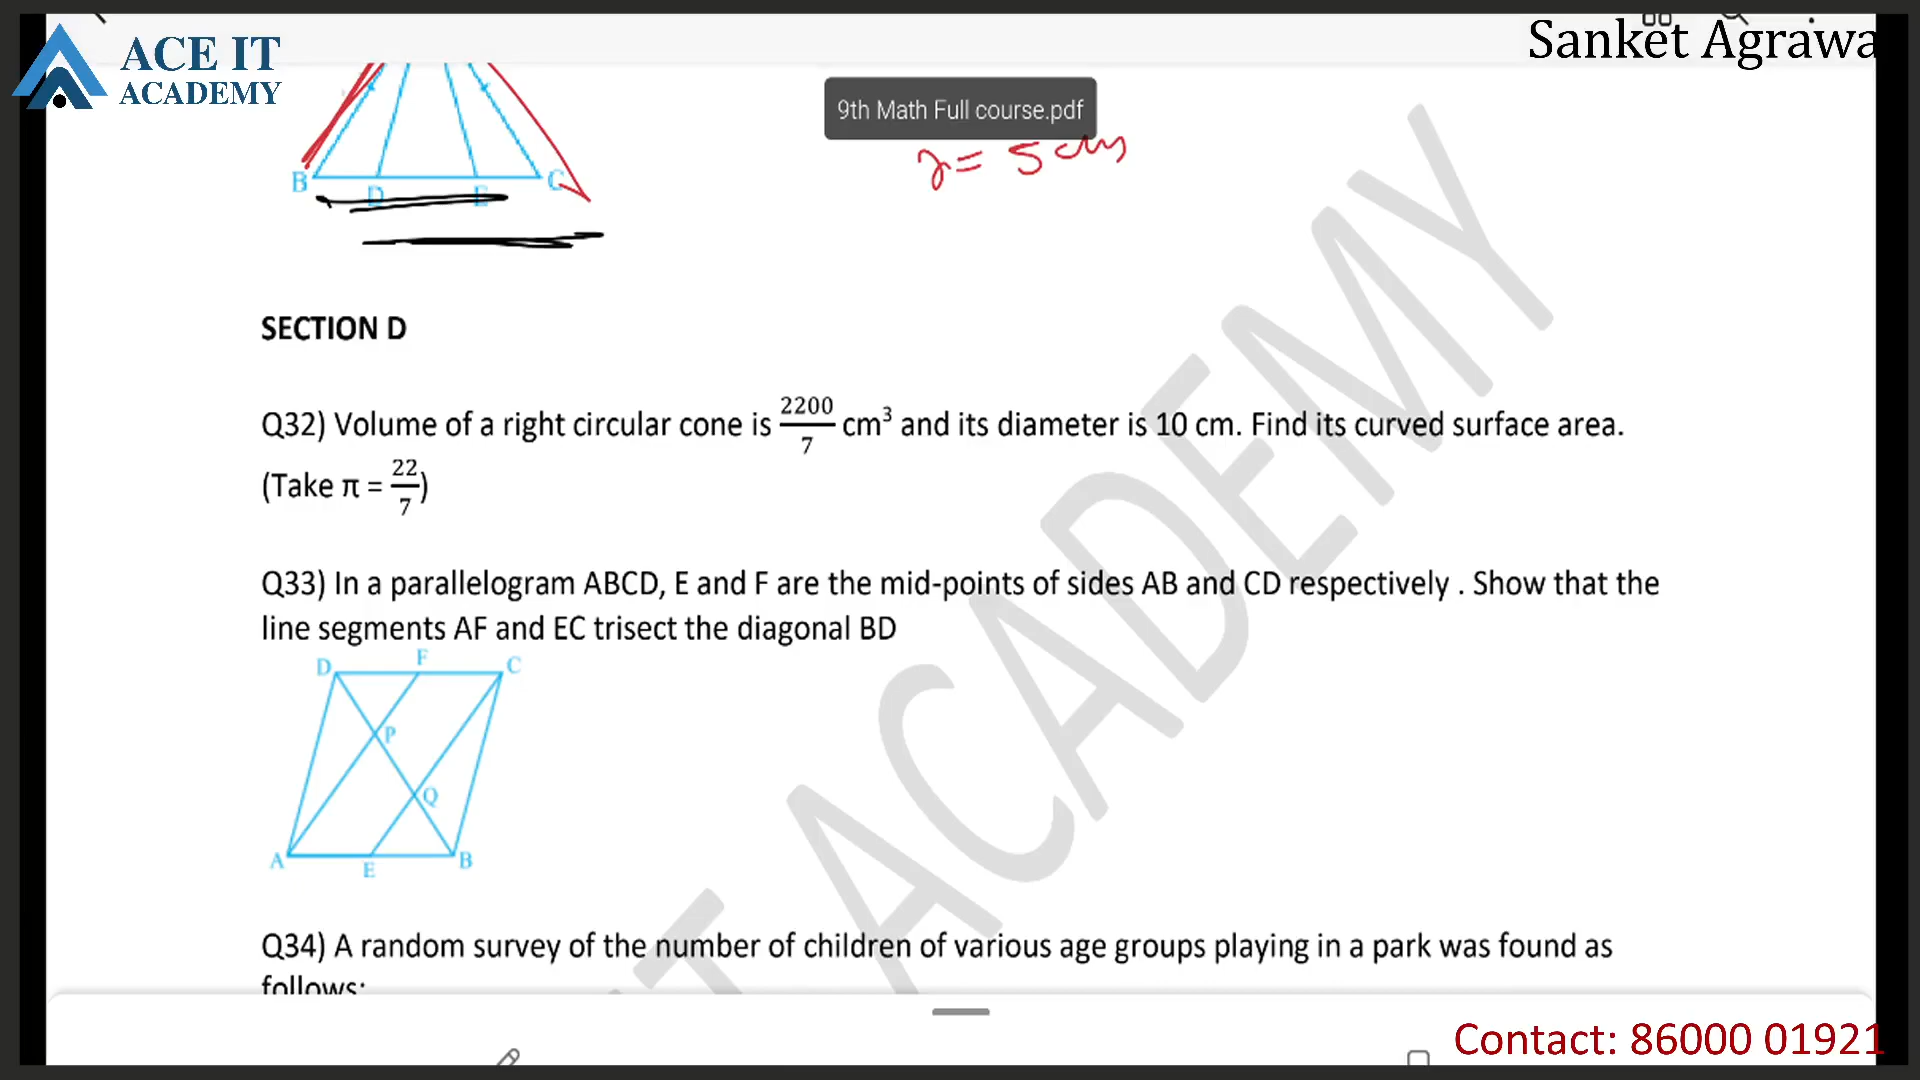 ACE IT
ACADEMY
Sanket Agrawa
9th Math Full course.pdf
r = 5 cm
B D E C
SECTION D
Q32) Volume of a right circular cone is 2200/7 cm³ and its diameter is 10 cm. Find its curved surface area.
(Take π = 22/7)
Q33) In a parallelogram ABCD, E and F are the mid-points of sides AB and CD respectively . Show that the
line segments AF and EC trisect the diagonal BD
D F C
P
Q
A E B
Q34) A random survey of the number of children of various age groups playing in a park was found as
follows:
IT ACADEMY
Contact: 86000 01921